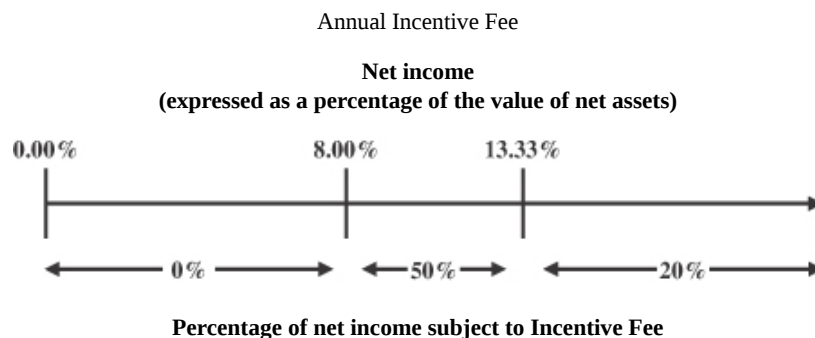 Annual Incentive Fee
Net income
(expressed as a percentage of the value of net assets)
0.00% 8.00% 13.33%
0% 50% 20%
Percentage of net income subject to Incentive Fee